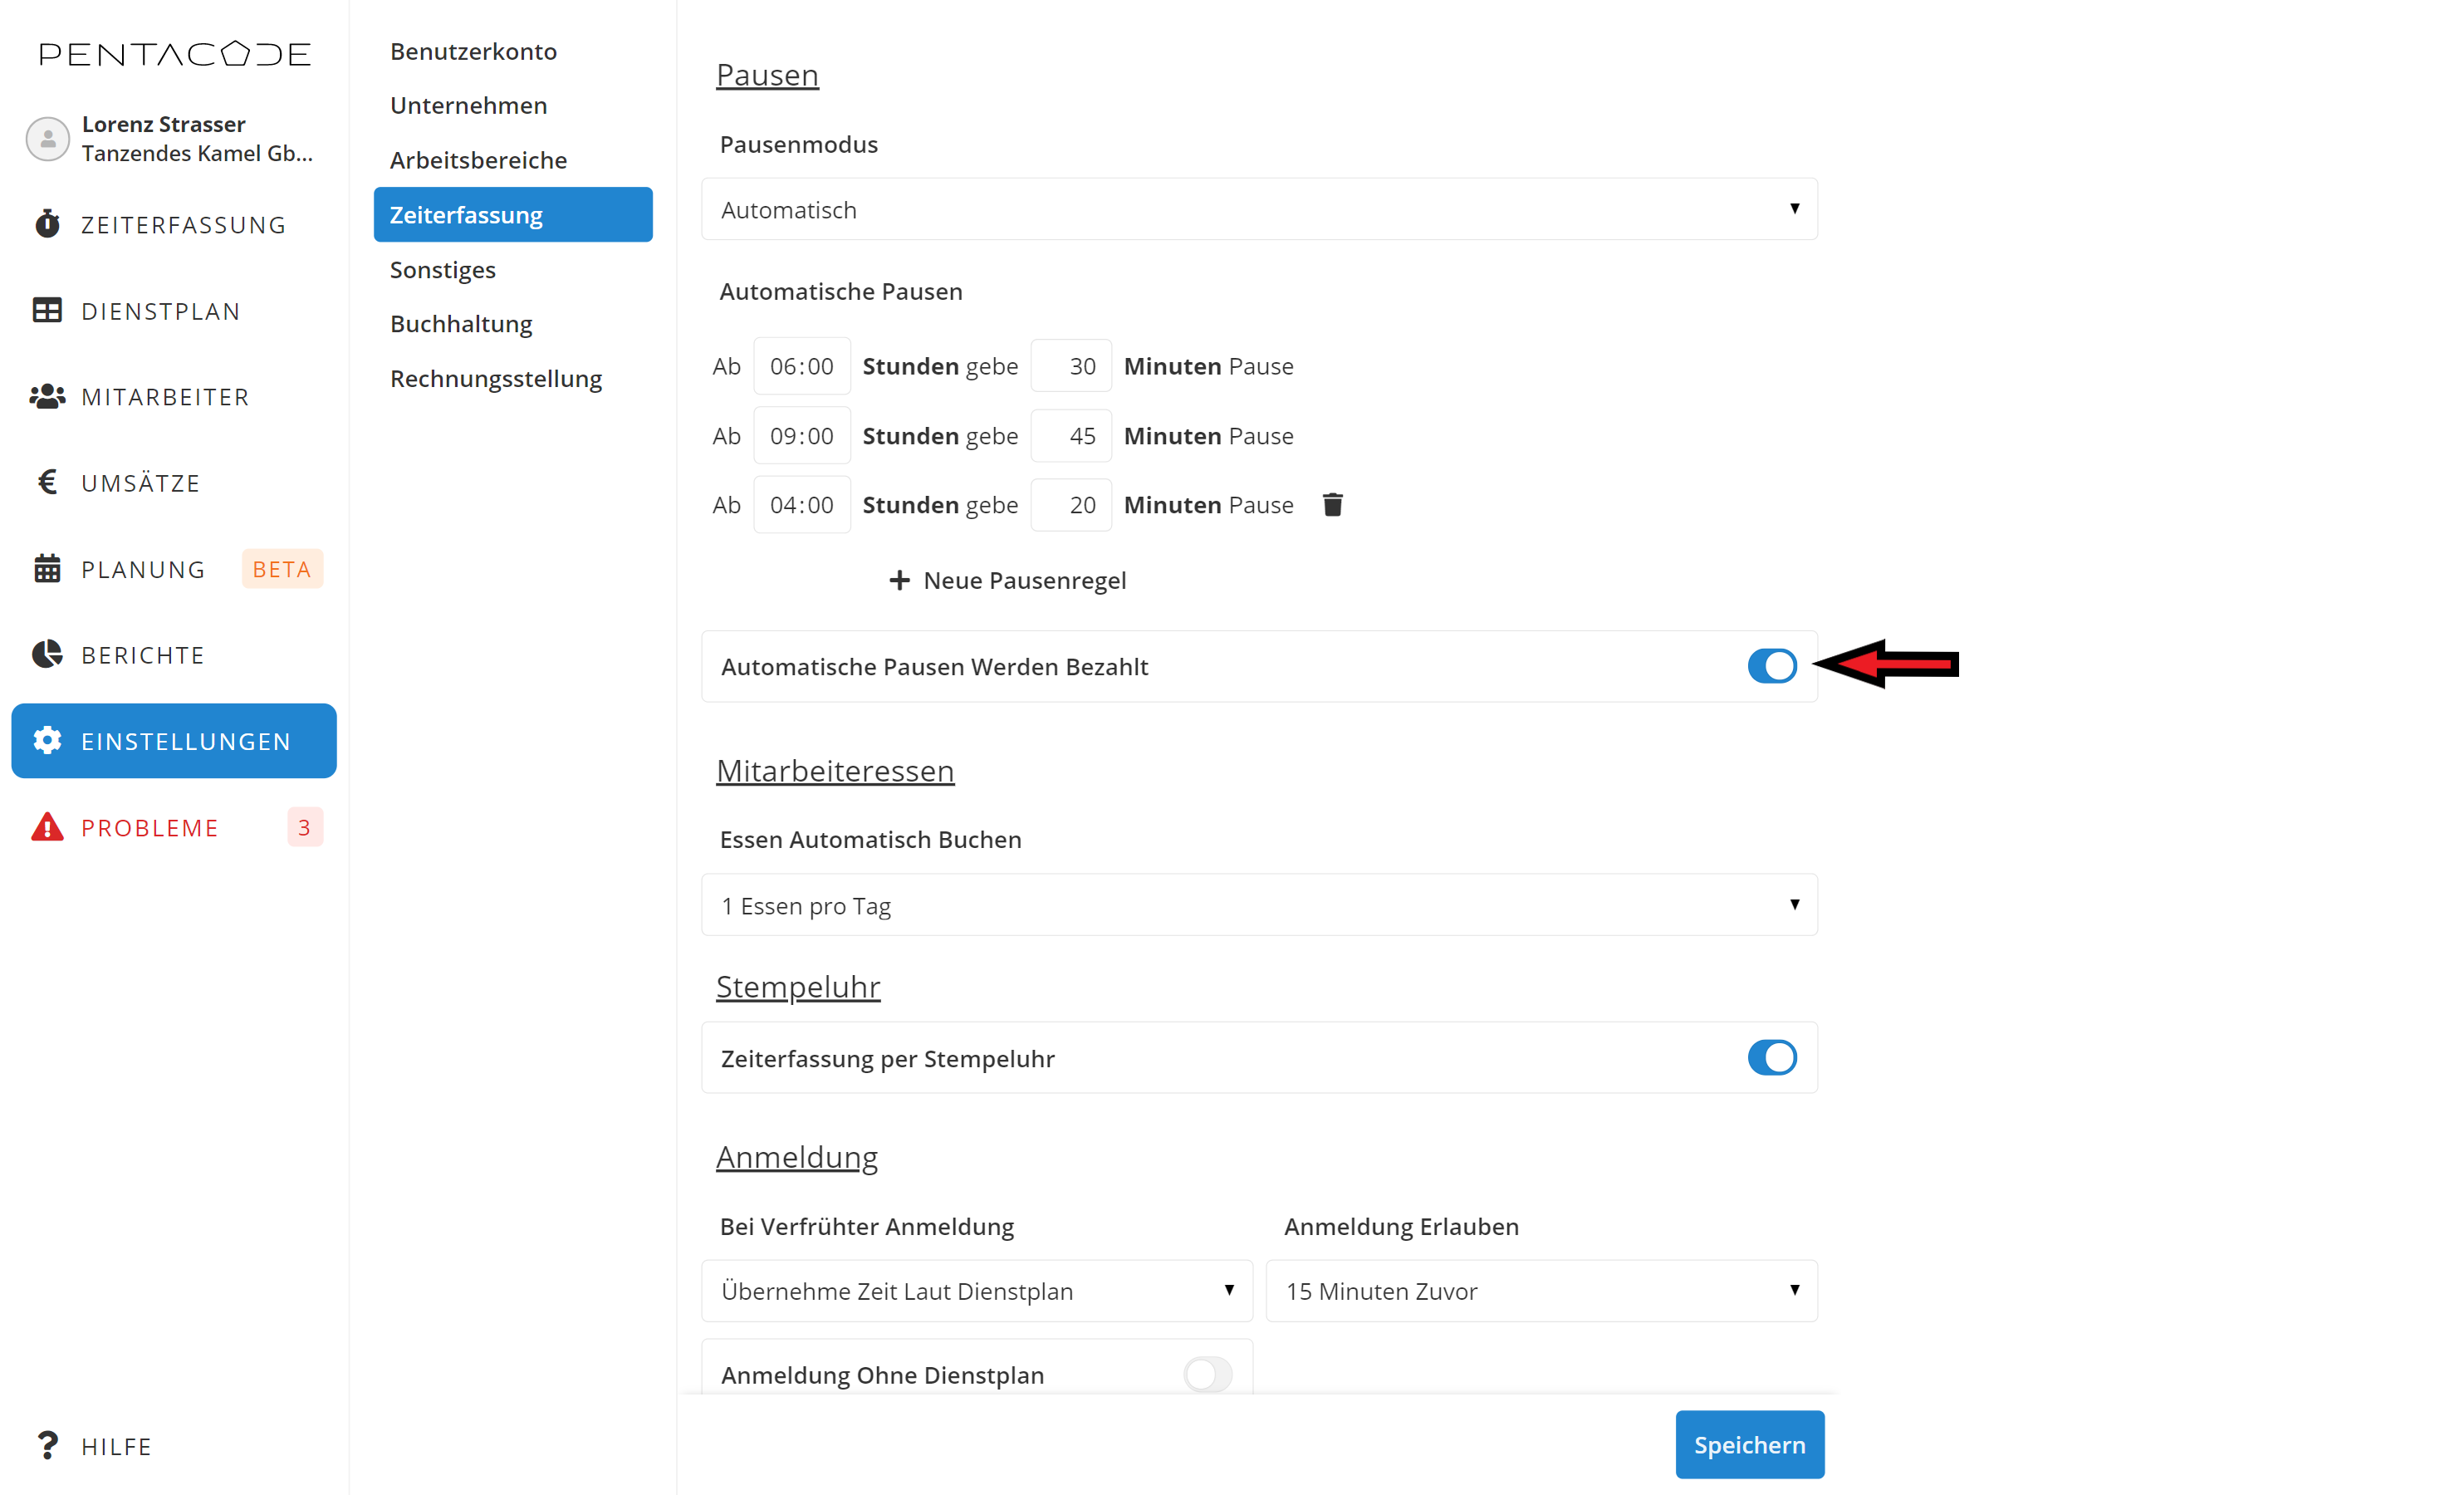 PENTACODE
Lorenz Strasser
Tanzendes Kamel Gb...
ZEITERFASSUNG
DIENSTPLAN
MITARBEITER
UMSÄTZE
PLANUNG BETA
BERICHTE
EINSTELLUNGEN
PROBLEME 3
HILFE
Benutzerkonto
Unternehmen
Arbeitsbereiche
Zeiterfassung
Sonstiges
Buchhaltung
Rechnungsstellung
Pausen
Pausenmodus
Automatisch
Automatische Pausen
Ab 06:00 Stunden gebe 30 Minuten Pause
Ab 09:00 Stunden gebe 45 Minuten Pause
Ab 04:00 Stunden gebe 20 Minuten Pause
Neue Pausenregel
Automatische Pausen Werden Bezahlt
Mitarbeiteressen
Essen Automatisch Buchen
1 Essen pro Tag
Stempeluhr
Zeiterfassung per Stempeluhr
Anmeldung
Bei Verfrühter Anmeldung Anmeldung Erlauben
Übernehme Zeit Laut Dienstplan 15 Minuten Zuvor
Anmeldung Ohne Dienstplan
Speichern